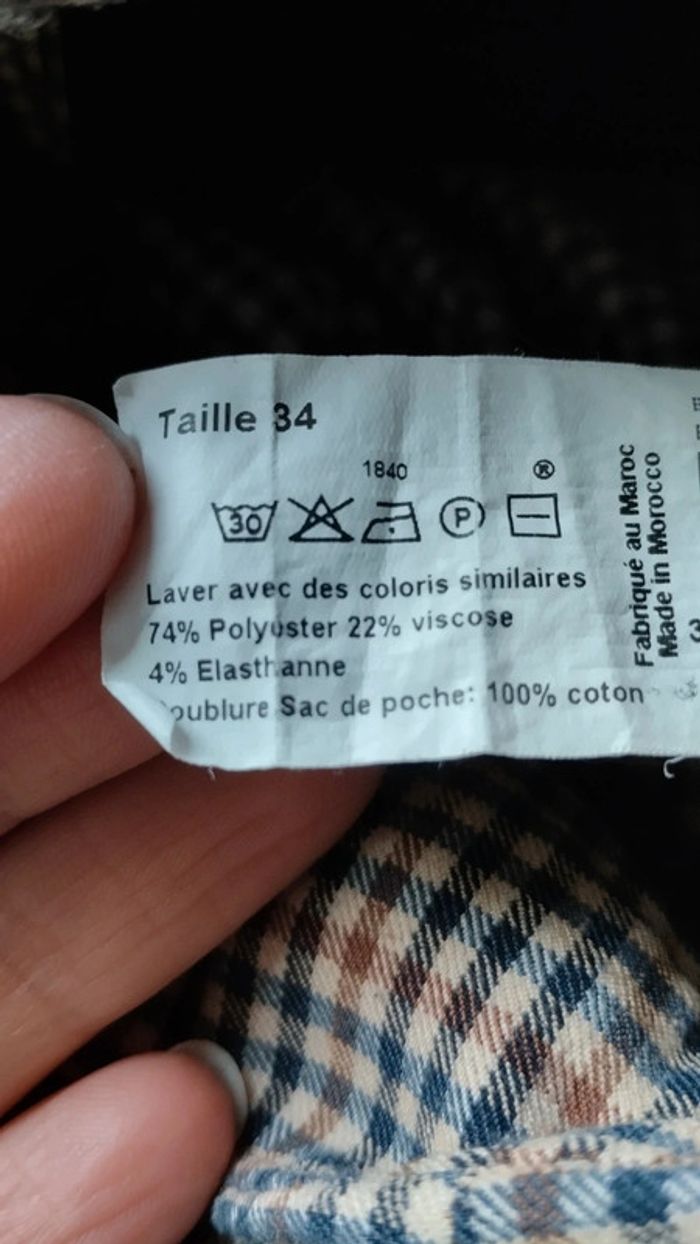 Taille 34
1840 ®
30 P
Laver avec des coloris similaires
74% Polyester 22% viscose
4% Elasthanne
oublure Sac de poche: 100% coton
Fabriqué au Maroc
Made in Morocco